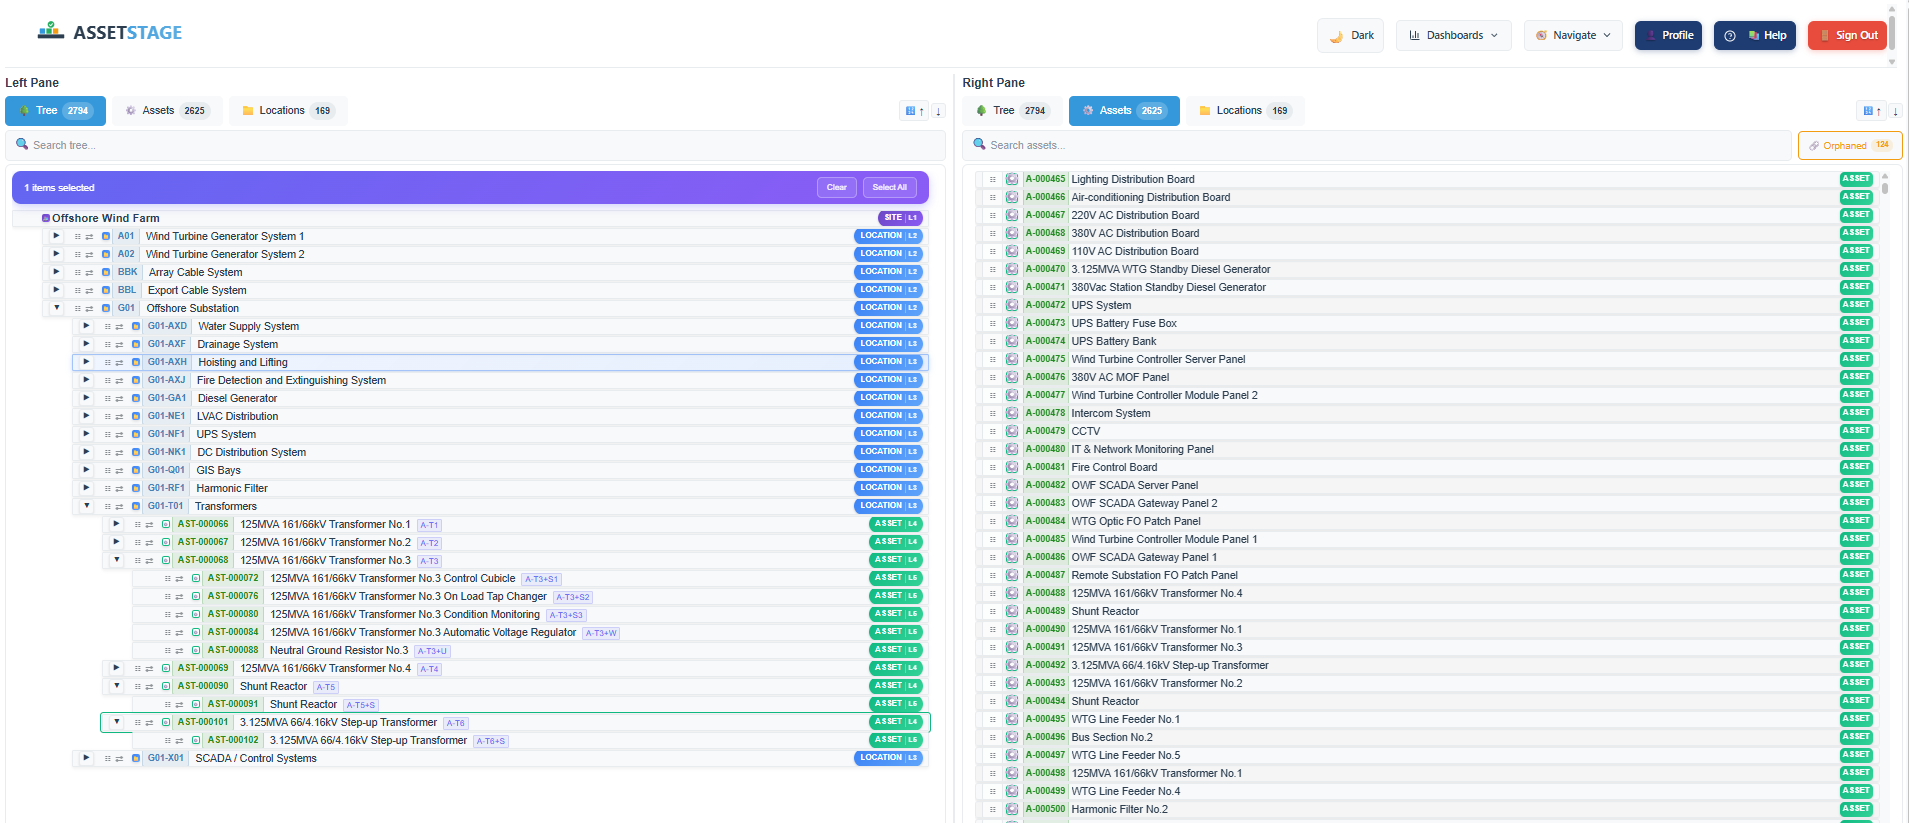 ASSETSTAGE
Dark
Dashboards
Navigate
Profile
Help
Sign Out
Left Pane
Tree 2794
Assets 2625
Locations 169
Search tree...
1 items selected
Clear
Select All
Offshore Wind Farm SITE L1
A01 Wind Turbine Generator System 1 LOCATION L2
A02 Wind Turbine Generator System 2 LOCATION L2
BBK Array Cable System LOCATION L2
BBL Export Cable System LOCATION L2
G01 Offshore Substation LOCATION L2
G01-AXD Water Supply System LOCATION L3
G01-AXF Drainage System LOCATION L3
G01-AXH Hoisting and Lifting LOCATION L3
G01-AXJ Fire Detection and Extinguishing System LOCATION L3
G01-GA1 Diesel Generator LOCATION L3
G01-NE1 LVAC Distribution LOCATION L3
G01-NF1 UPS System LOCATION L3
G01-NK1 DC Distribution System LOCATION L3
G01-Q01 GIS Bays LOCATION L3
G01-RF1 Harmonic Filter LOCATION L3
G01-T01 Transformers LOCATION L3
AST-000066 125MVA 161/66kV Transformer No.1 A-T1 ASSET L4
AST-000067 125MVA 161/66kV Transformer No.2 A-T2 ASSET L4
AST-000068 125MVA 161/66kV Transformer No.3 A-T3 ASSET L4
AST-000072 125MVA 161/66kV Transformer No.3 Control Cubicle A-T3+S1 ASSET L5
AST-000076 125MVA 161/66kV Transformer No.3 On Load Tap Changer A-T3+S2 ASSET L5
AST-000080 125MVA 161/66kV Transformer No.3 Condition Monitoring A-T3+S3 ASSET L5
AST-000084 125MVA 161/66kV Transformer No.3 Automatic Voltage Regulator A-T3+W ASSET L5
AST-000088 Neutral Ground Resistor No.3 A-T3+U ASSET L5
AST-000069 125MVA 161/66kV Transformer No.4 A-T4 ASSET L4
AST-000090 Shunt Reactor A-T5 ASSET L4
AST-000091 Shunt Reactor A-T5+S ASSET L5
AST-000101 3.125MVA 66/4.16kV Step-up Transformer A-T6 ASSET L4
AST-000102 3.125MVA 66/4.16kV Step-up Transformer A-T6+S ASSET L5
G01-X01 SCADA / Control Systems LOCATION L3
Right Pane
Tree 2794
Assets 2625
Locations 169
Search assets...
Orphaned 124
A-000465 Lighting Distribution Board ASSET
A-000466 Air-conditioning Distribution Board ASSET
A-000467 220V AC Distribution Board ASSET
A-000468 380V AC Distribution Board ASSET
A-000469 110V AC Distribution Board ASSET
A-000470 3.125MVA WTG Standby Diesel Generator ASSET
A-000471 380Vac Station Standby Diesel Generator ASSET
A-000472 UPS System ASSET
A-000473 UPS Battery Fuse Box ASSET
A-000474 UPS Battery Bank ASSET
A-000475 Wind Turbine Controller Server Panel ASSET
A-000476 380V AC MOF Panel ASSET
A-000477 Wind Turbine Controller Module Panel 2 ASSET
A-000478 Intercom System ASSET
A-000479 CCTV ASSET
A-000480 IT & Network Monitoring Panel ASSET
A-000481 Fire Control Board ASSET
A-000482 OWF SCADA Server Panel ASSET
A-000483 OWF SCADA Gateway Panel 2 ASSET
A-000484 WTG Optic FO Patch Panel ASSET
A-000485 Wind Turbine Controller Module Panel 1 ASSET
A-000486 OWF SCADA Gateway Panel 1 ASSET
A-000487 Remote Substation FO Patch Panel ASSET
A-000488 125MVA 161/66kV Transformer No.4 ASSET
A-000489 Shunt Reactor ASSET
A-000490 125MVA 161/66kV Transformer No.1 ASSET
A-000491 125MVA 161/66kV Transformer No.3 ASSET
A-000492 3.125MVA 66/4.16kV Step-up Transformer ASSET
A-000493 125MVA 161/66kV Transformer No.2 ASSET
A-000494 Shunt Reactor ASSET
A-000495 WTG Line Feeder No.1 ASSET
A-000496 Bus Section No.2 ASSET
A-000497 WTG Line Feeder No.5 ASSET
A-000498 125MVA 161/66kV Transformer No.1 ASSET
A-000499 WTG Line Feeder No.4 ASSET
A-000500 Harmonic Filter No.2 ASSET